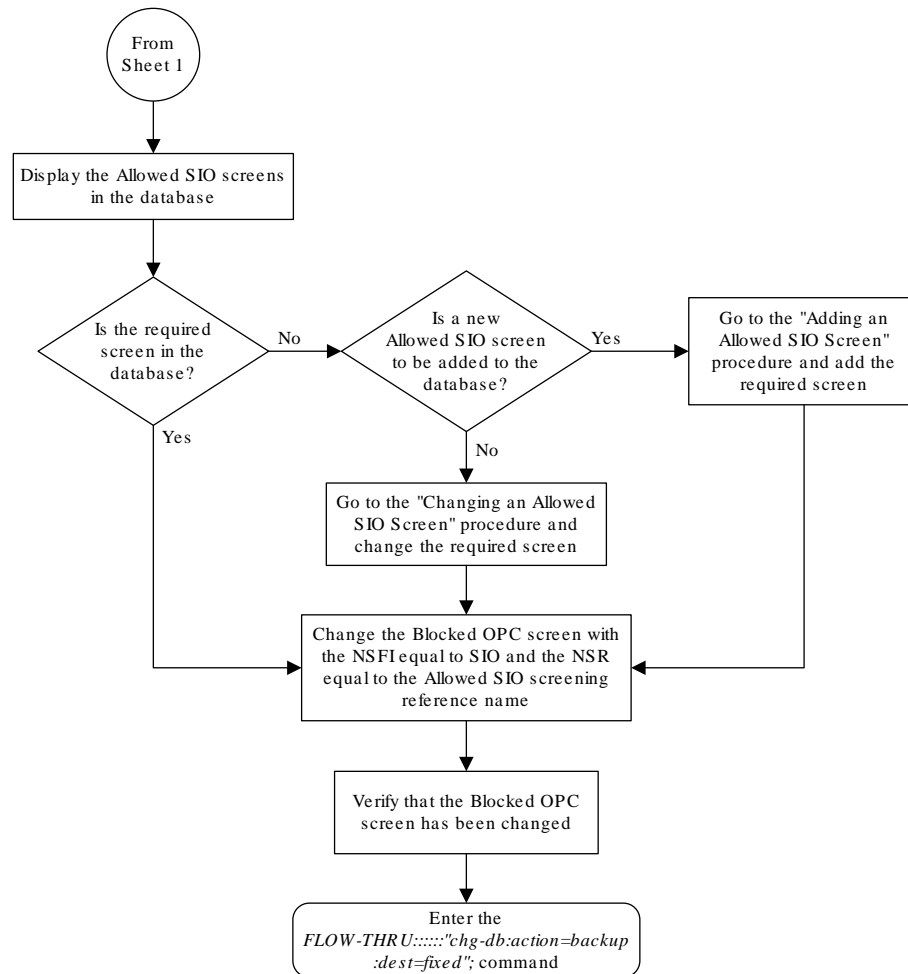 From
Sheet 1
Display the Allowed SIO screens
in the database
Is the required
screen in the
database?
No
Is a new
Allowed SIO screen
to be added to the
database?
Yes
Go to the "Adding an
Allowed SIO Screen"
procedure and add the
required screen
Yes
No
Go to the "Changing an Allowed
SIO Screen" procedure and
change the required screen
Change the Blocked OPC screen with
the NSFI equal to SIO and the NSR
equal to the Allowed SIO screening
reference name
Verify that the Blocked OPC
screen has been changed
Enter the
FLOW-THRU::::::"chg-db:action=backup
:dest=fixed"; command